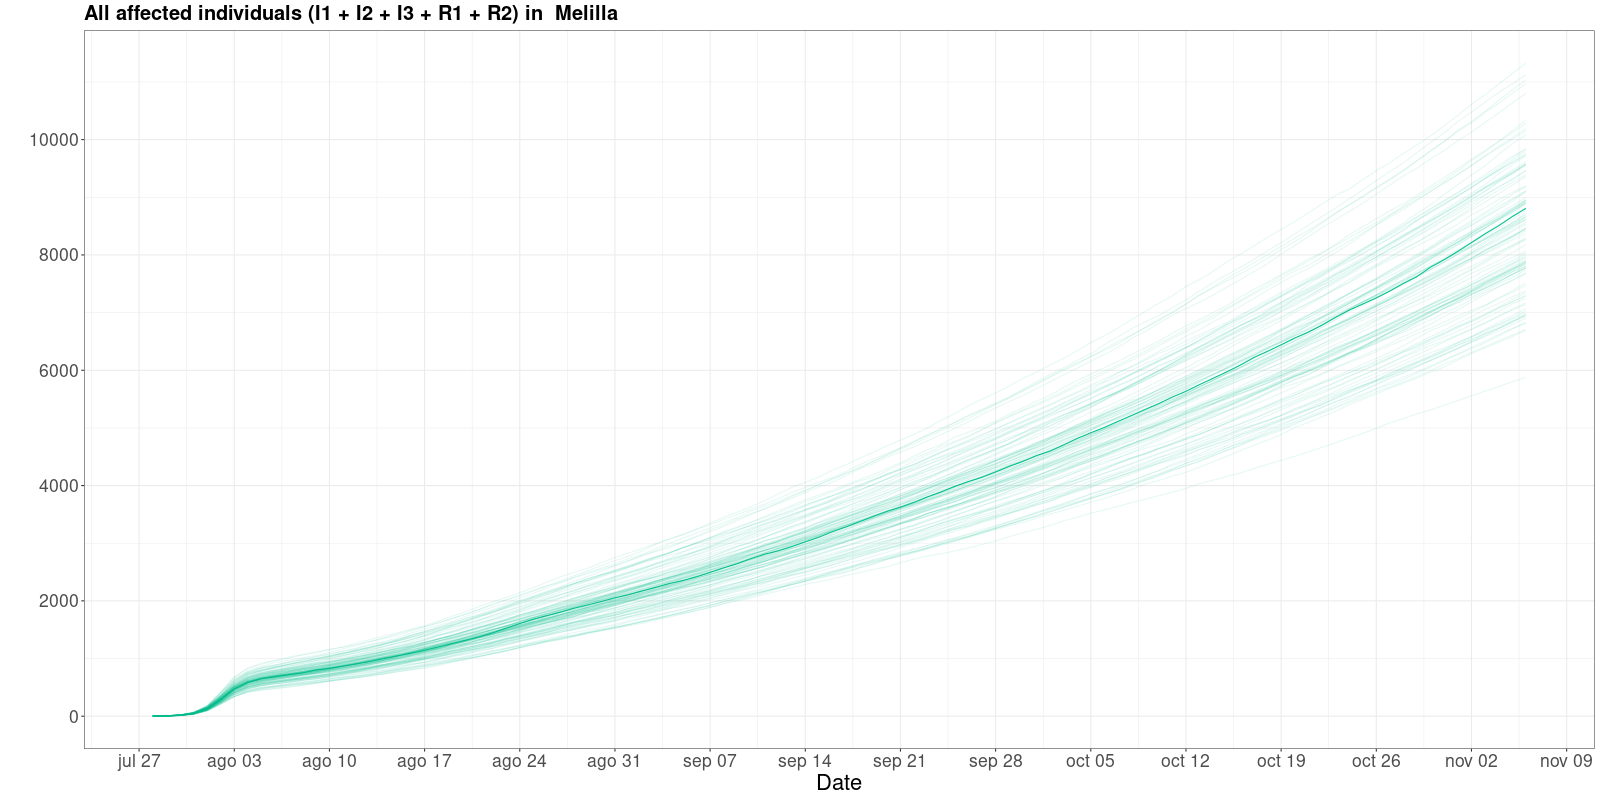 All affected individuals (I1 + I2 + I3 + R1 + R2) in  Melilla
10000
8000
6000
4000
2000
0
jul 27 ago 03 ago 10 ago 17 ago 24 ago 31 sep 07 sep 14 sep 21 sep 28 oct 05 oct 12 oct 19 oct 26 nov 02 nov 09
Date